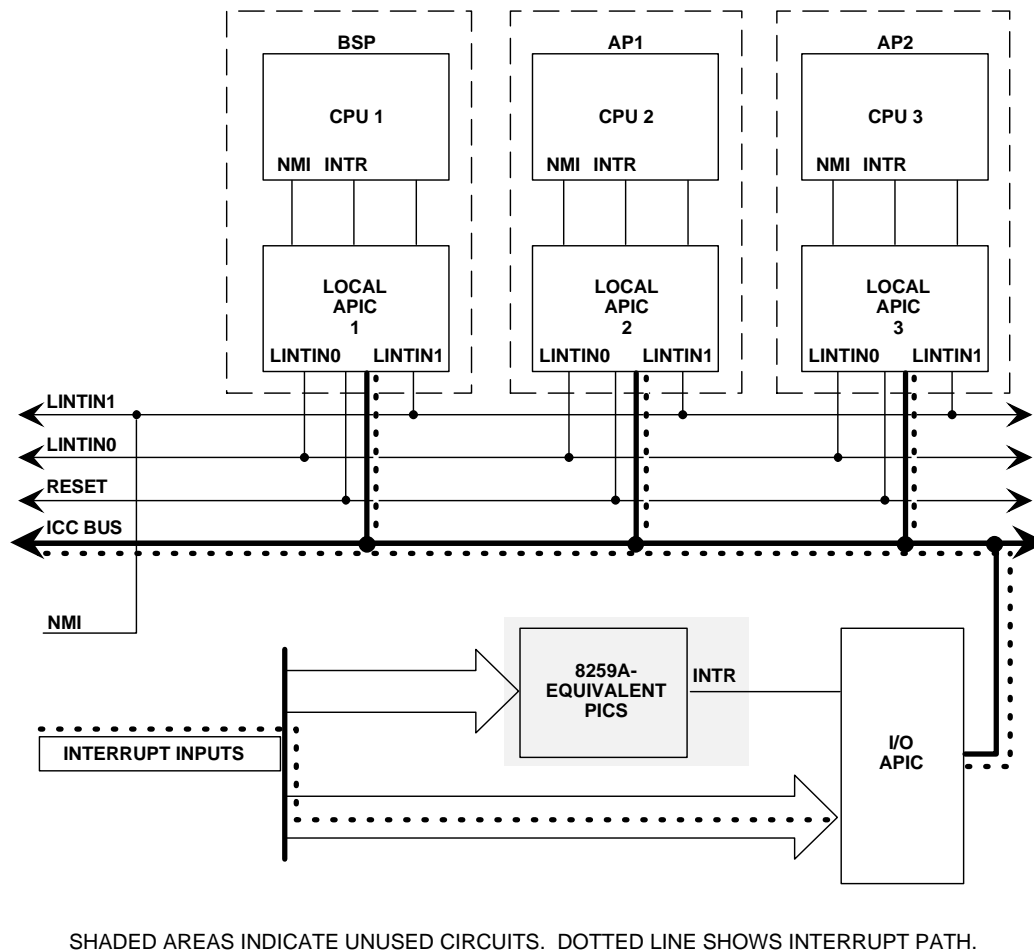 BSP AP1 AP2
CPU 1 CPU 2 CPU 3
NMI INTR NMI INTR NMI INTR
LOCAL APIC 1
LOCAL APIC 2
LOCAL APIC 3
LINTIN0 LINTIN1 LINTIN0 LINTIN1 LINTIN0 LINTIN1
LINTIN1
LINTIN0
RESET
ICC BUS
NMI
8259A-
EQUIVALENT
PICS
INTR
INTERRUPT INPUTS
I/O
APIC
SHADED AREAS INDICATE UNUSED CIRCUITS. DOTTED LINE SHOWS INTERRUPT PATH.